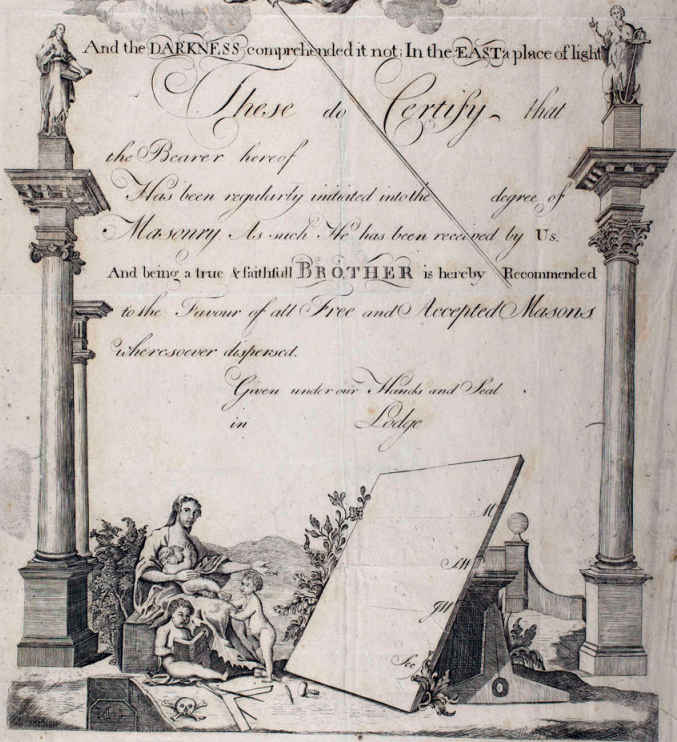 And the DARKNESS comprehended it not; In the EAST a place of light
These do Certify that
the Bearer hereof
Has been regularly initiated into the degree of
Masonry. As such He has been received by Us.
And being a true & faithfull BROTHER is hereby Recommended
to the Favour of all Free and Accepted Masons
wheresoever dispersed.
Given under our Hands and Seal
in Lodge
M
SW
JW
Sec